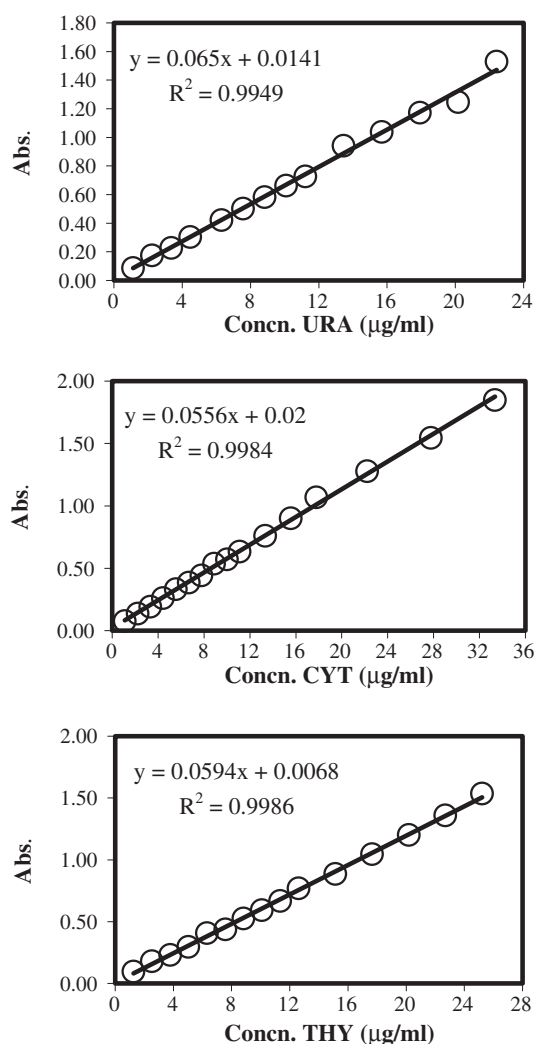 1.80
1.60
1.40
1.20
1.00
0.80
0.60
0.40
0.20
0.00
Abs.
y = 0.065x + 0.0141
R² = 0.9949
0 4 8 12 16 20 24
Concn. URA (μg/ml)
2.00
1.50
1.00
0.50
0.00
Abs.
y = 0.0556x + 0.02
R² = 0.9984
0 4 8 12 16 20 24 28 32 36
Concn. CYT (μg/ml)
2.00
1.50
1.00
0.50
0.00
Abs.
y = 0.0594x + 0.0068
R² = 0.9986
0 4 8 12 16 20 24 28
Concn. THY (μg/ml)